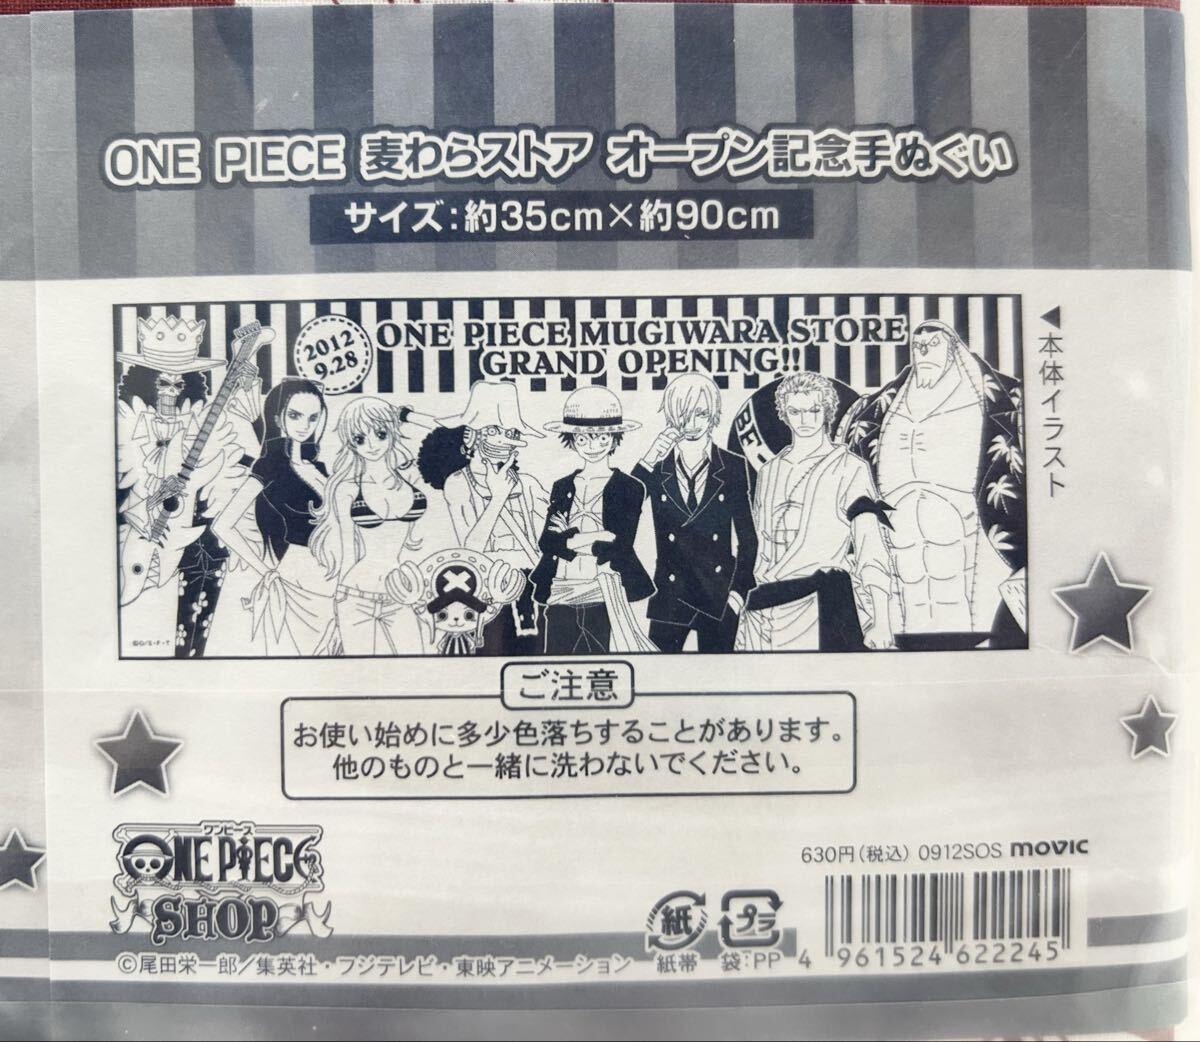 ONE PIECE 麦わらストア オープン記念手ぬぐい
サイズ:約35cm×約90cm
2012
9.28
ONE PIECE MUGIWARA STORE
GRAND OPENING!!
◀本体イラスト
ご注意
お使い始めに多少色落ちすることがあります。
他のものと一緒に洗わないでください。
ワンピース
ONE PIECE
SHOP
630円(税込) 0912SOS movic
紙 プラ
紙帯 袋:PP
4 961524 622245
©尾田栄一郎/集英社・フジテレビ・東映アニメーション